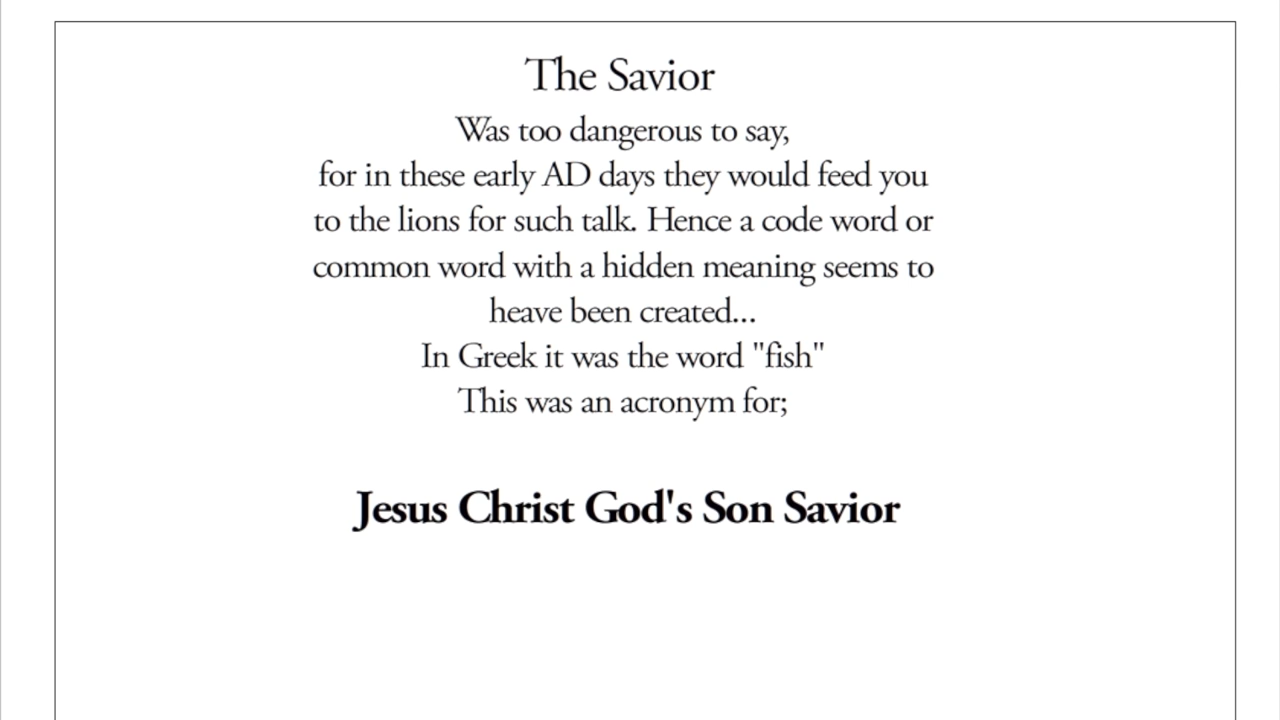 The Savior
Was too dangerous to say,
for in these early AD days they would feed you
to the lions for such talk. Hence a code word or
common word with a hidden meaning seems to
heave been created...
In Greek it was the word "fish"
This was an acronym for;
Jesus Christ God's Son Savior